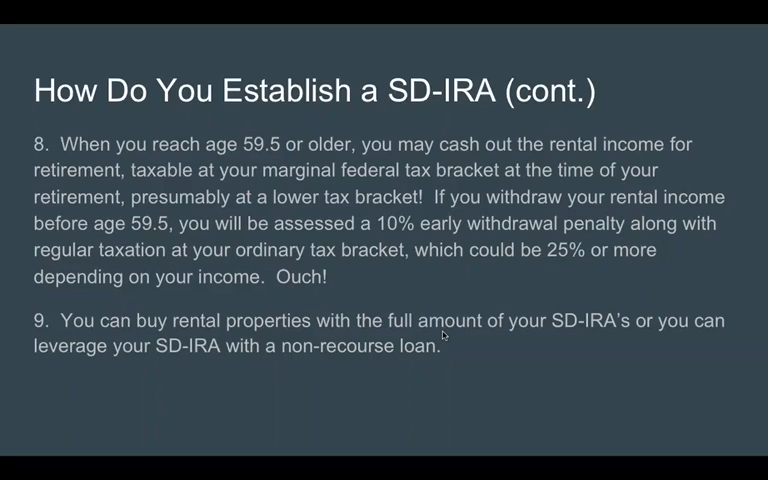 How Do You Establish a SD-IRA (cont.)
8.  When you reach age 59.5 or older, you may cash out the rental income for
retirement, taxable at your marginal federal tax bracket at the time of your
retirement, presumably at a lower tax bracket!  If you withdraw your rental income
before age 59.5, you will be assessed a 10% early withdrawal penalty along with
regular taxation at your ordinary tax bracket, which could be 25% or more
depending on your income.  Ouch!
9.  You can buy rental properties with the full amount of your SD-IRA’s or you can
leverage your SD-IRA with a non-recourse loan.